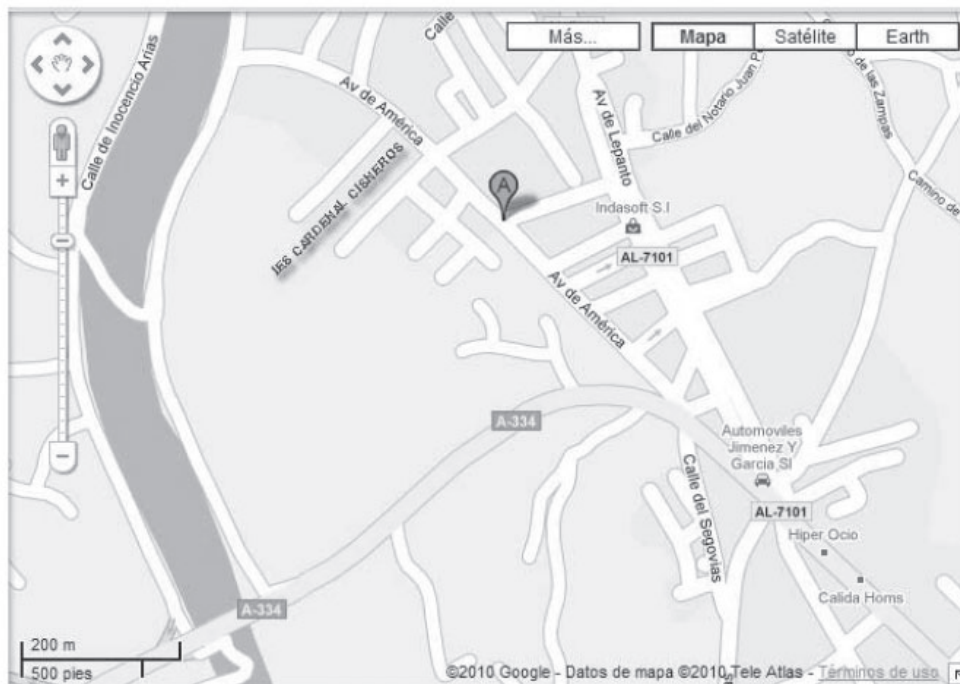 Más...
Mapa
Satélite
Earth
Calle
Calle de Inocencio Arias
Av de América
Av de Lepanto
Calle del Notario Juan
de las Zampas
Camino de
IES CARDENAL CISNEROS
A
Indasoft S.I
AL-7101
Av de América
A-334
Automoviles
Jimenez Y
Garcia Sl
Calle del Segovias
AL-7101
Hiper Ocio
Calida Homs
A-334
200 m
500 pies
©2010 Google - Datos de mapa ©2010 Tele Atlas - Términos de uso